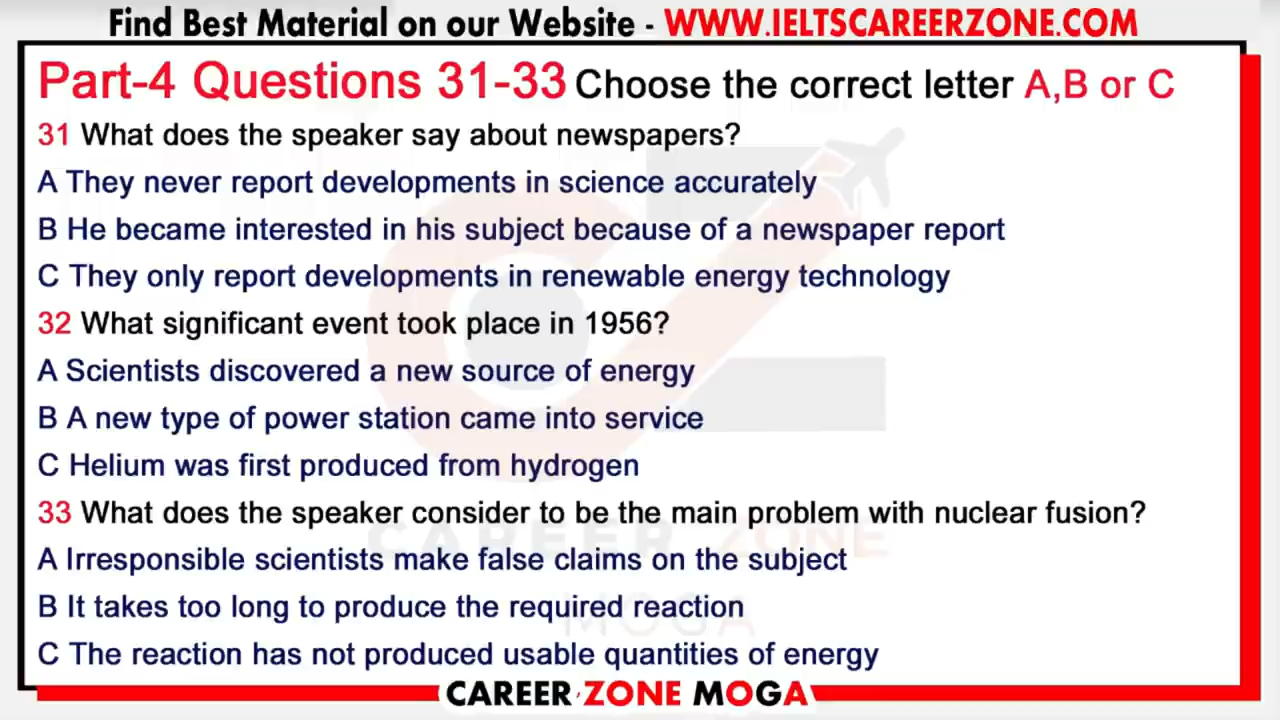 Find Best Material on our Website - WWW.IELTSCAREERZONE.COM
Part-4 Questions 31-33 Choose the correct letter A,B or C
31 What does the speaker say about newspapers?
A They never report developments in science accurately
B He became interested in his subject because of a newspaper report
C They only report developments in renewable energy technology
32 What significant event took place in 1956?
A Scientists discovered a new source of energy
B A new type of power station came into service
C Helium was first produced from hydrogen
33 What does the speaker consider to be the main problem with nuclear fusion?
CAREER ZONE
A Irresponsible scientists make false claims on the subject
B It takes too long to produce the required reaction
MOGA
C The reaction has not produced usable quantities of energy
CAREER ZONE MOGA